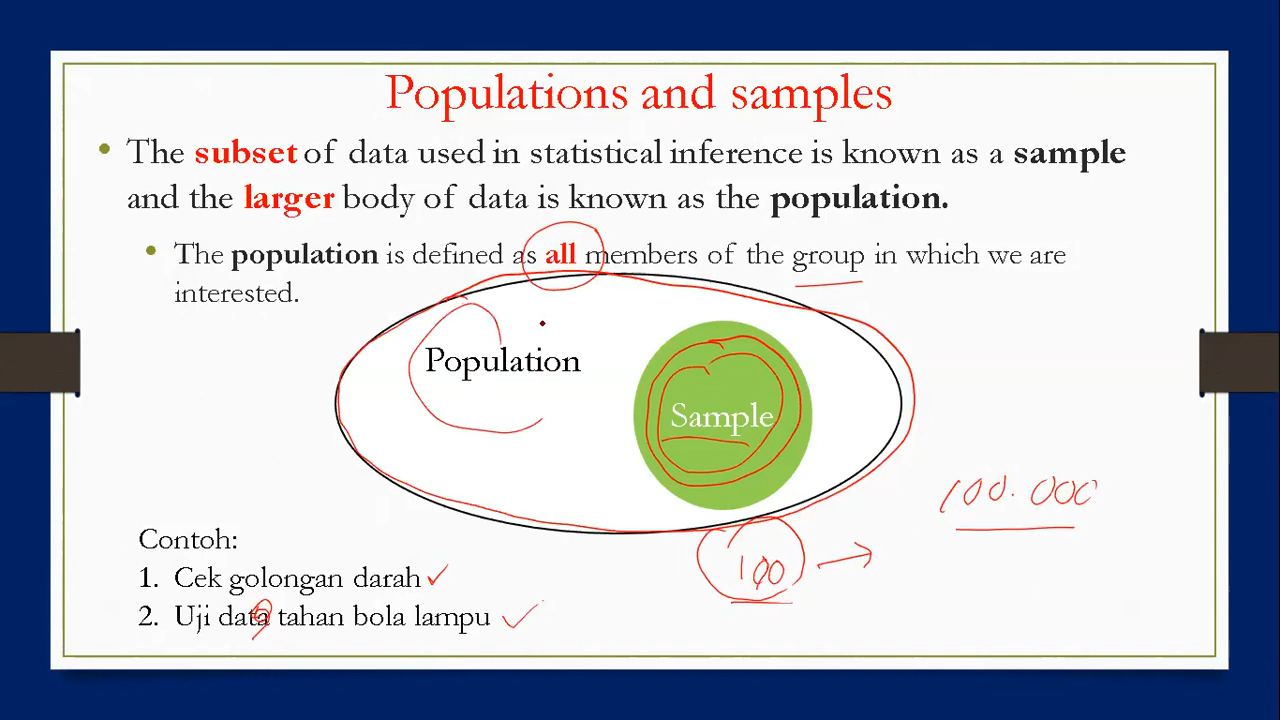 Populations and samples
• The subset of data used in statistical inference is known as a sample
and the larger body of data is known as the population.
• The population is defined as all members of the group in which we are
interested.
Population
Sample
100.000
100
Contoh:
1. Cek golongan darah
2. Uji data tahan bola lampu